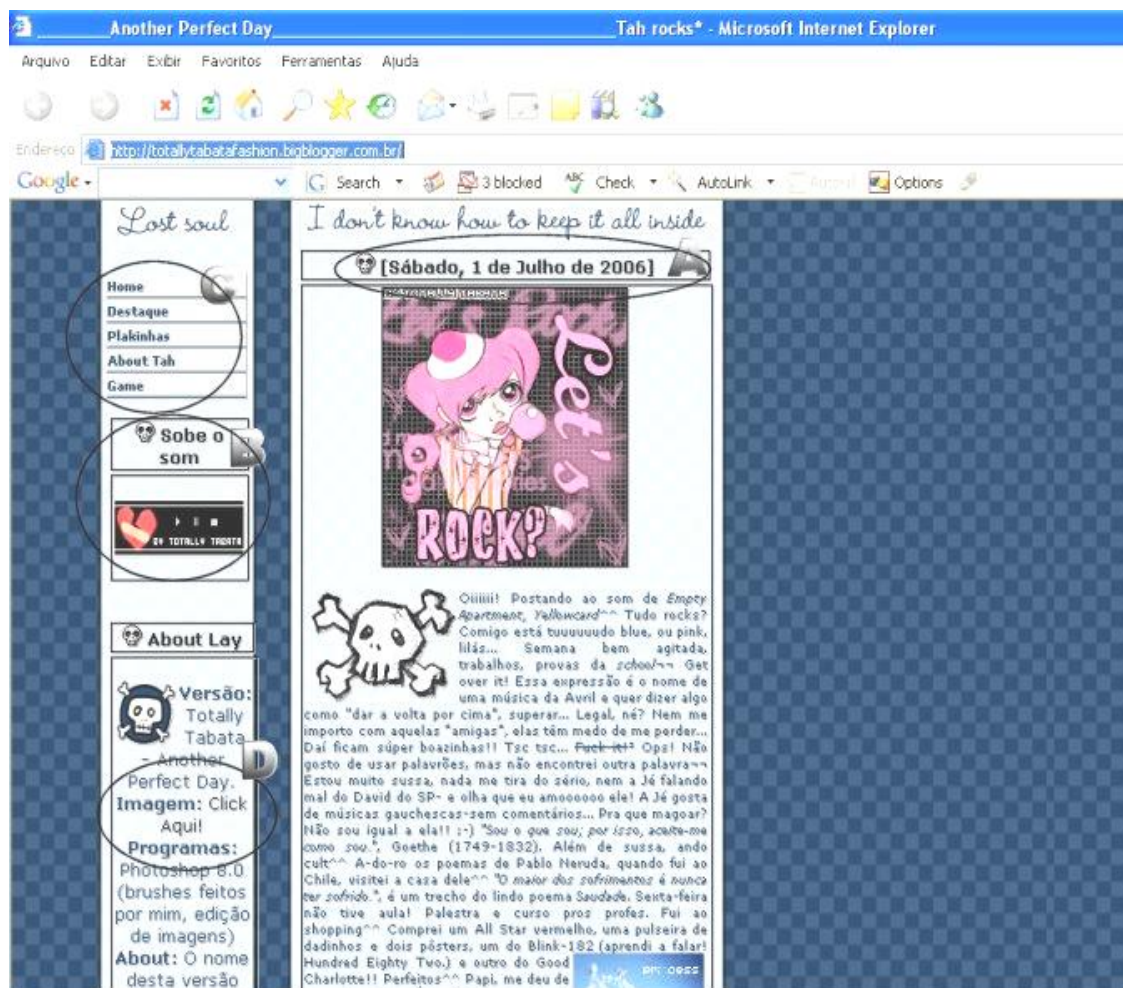 Another Perfect Day Tah rocks* - Microsoft Internet Explorer
Arquivo Editar Exibir Favoritos Ferramentas Ajuda
Endereço http://totallytabatafashion.bigblogger.com.br/
Google Search 3 blocked Check AutoLink Options
Lost soul
C
Home
Destaque
Plakinhas
About Tah
Game
Sobe o
som
B
BY TOTALLY TABATA
About Lay
Versão:
Totally
Tabata
- Another
Perfect Day.
D
Imagem: Click
Aqui!
Programas:
Photoshop 8.0
(brushes feitos
por mim, edição
de imagens)
About: O nome
desta versão
I don't know how to keep it all inside
[Sábado, 1 de Julho de 2006]
A
Let's
ROCK?
Oiiiiii! Postando ao som de Empty
Apartment, Yellowcard^^ Tudo rocks?
Comigo está tuuuuuudo blue, ou pink,
lilás... Semana bem agitada,
trabalhos, provas da school¬¬ Get
over it! Essa expressão é o nome de
uma música da Avril e quer dizer algo
como "dar a volta por cima", superar... Legal, né? Nem me
importo com aquelas "amigas", elas têm medo de me perder...
Daí ficam súper boazinhas!! Tsc tsc... Fuck it!* Ops! Não
gosto de usar palavrões, mas não encontrei outra palavra¬¬
Estou muito sussa, nada me tira do sério, nem a Jé falando
mal do David do SP- e olha que eu amoooooo ele! A Jé gosta
de músicas gauchescas-sem comentários... Pra que magoar?
Não sou igual a ela!! :-) "Sou o que sou; por isso, aceite-me
como sou.", Goethe (1749-1832). Além de sussa, ando
cult^^ A-do-ro os poemas de Pablo Neruda, quando fui ao
Chile, visitei a casa dele^^ "O maior dos sofrimentos é nunca
ter sofrido.", é um trecho do lindo poema Saudade. Sexta-feira
não tive aula! Palestra e curso pros profes. Fui ao
shopping^^ Comprei um All Star vermelho, uma pulseira de
dadinhos e dois pôsters, um do Blink-182 (aprendi a falar!
Hundred Eighty Two.) e outro do Good
Charlotte!! Perfeitos^^ Papi, me deu de